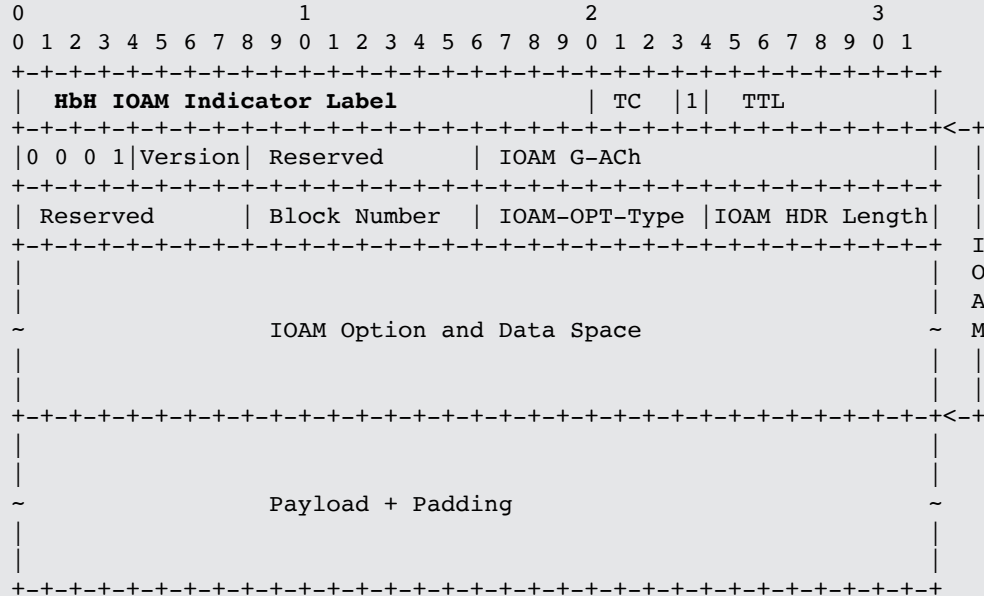 0                   1                   2                   3
0 1 2 3 4 5 6 7 8 9 0 1 2 3 4 5 6 7 8 9 0 1 2 3 4 5 6 7 8 9 0 1
+-+-+-+-+-+-+-+-+-+-+-+-+-+-+-+-+-+-+-+-+-+-+-+-+-+-+-+-+-+-+-+-+
|  HbH IOAM Indicator Label             | TC  |1|  TTL          |
+-+-+-+-+-+-+-+-+-+-+-+-+-+-+-+-+-+-+-+-+-+-+-+-+-+-+-+-+-+-+-+-+<-+
|0 0 0 1|Version| Reserved      | IOAM G-ACh                    |  |
+-+-+-+-+-+-+-+-+-+-+-+-+-+-+-+-+-+-+-+-+-+-+-+-+-+-+-+-+-+-+-+-+  |
| Reserved      | Block Number  | IOAM-OPT-Type |IOAM HDR Length|  |
+-+-+-+-+-+-+-+-+-+-+-+-+-+-+-+-+-+-+-+-+-+-+-+-+-+-+-+-+-+-+-+-+  I
|                                                               |  O
|                                                               |  A
~                 IOAM Option and Data Space                    ~  M
|                                                               |  |
|                                                               |  |
+-+-+-+-+-+-+-+-+-+-+-+-+-+-+-+-+-+-+-+-+-+-+-+-+-+-+-+-+-+-+-+-+<-+
|                                                               |
|                                                               |
~                 Payload + Padding                             ~
|                                                               |
|                                                               |
+-+-+-+-+-+-+-+-+-+-+-+-+-+-+-+-+-+-+-+-+-+-+-+-+-+-+-+-+-+-+-+-+